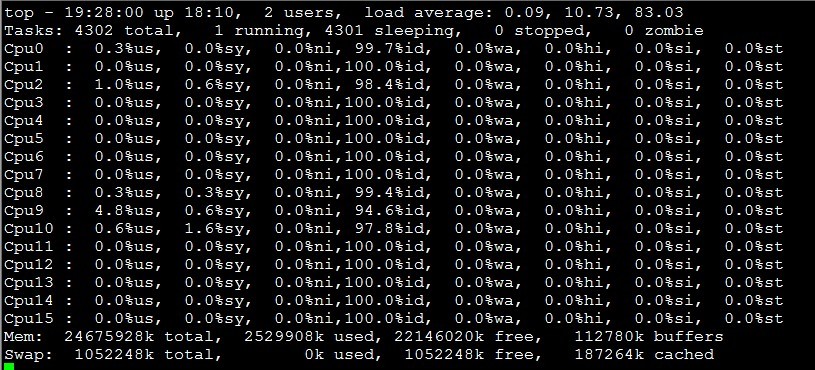 top - 19:28:00 up 18:10,  2 users,  load average: 0.09, 10.73, 83.03
Tasks: 4302 total,   1 running, 4301 sleeping,   0 stopped,   0 zombie
Cpu0  :  0.3%us,  0.0%sy,  0.0%ni, 99.7%id,  0.0%wa,  0.0%hi,  0.0%si,  0.0%st
Cpu1  :  0.0%us,  0.0%sy,  0.0%ni,100.0%id,  0.0%wa,  0.0%hi,  0.0%si,  0.0%st
Cpu2  :  1.0%us,  0.6%sy,  0.0%ni, 98.4%id,  0.0%wa,  0.0%hi,  0.0%si,  0.0%st
Cpu3  :  0.0%us,  0.0%sy,  0.0%ni,100.0%id,  0.0%wa,  0.0%hi,  0.0%si,  0.0%st
Cpu4  :  0.0%us,  0.0%sy,  0.0%ni,100.0%id,  0.0%wa,  0.0%hi,  0.0%si,  0.0%st
Cpu5  :  0.0%us,  0.0%sy,  0.0%ni,100.0%id,  0.0%wa,  0.0%hi,  0.0%si,  0.0%st
Cpu6  :  0.0%us,  0.0%sy,  0.0%ni,100.0%id,  0.0%wa,  0.0%hi,  0.0%si,  0.0%st
Cpu7  :  0.0%us,  0.0%sy,  0.0%ni,100.0%id,  0.0%wa,  0.0%hi,  0.0%si,  0.0%st
Cpu8  :  0.3%us,  0.3%sy,  0.0%ni, 99.4%id,  0.0%wa,  0.0%hi,  0.0%si,  0.0%st
Cpu9  :  4.8%us,  0.6%sy,  0.0%ni, 94.6%id,  0.0%wa,  0.0%hi,  0.0%si,  0.0%st
Cpu10 :  0.6%us,  1.6%sy,  0.0%ni, 97.8%id,  0.0%wa,  0.0%hi,  0.0%si,  0.0%st
Cpu11 :  0.0%us,  0.0%sy,  0.0%ni,100.0%id,  0.0%wa,  0.0%hi,  0.0%si,  0.0%st
Cpu12 :  0.0%us,  0.0%sy,  0.0%ni,100.0%id,  0.0%wa,  0.0%hi,  0.0%si,  0.0%st
Cpu13 :  0.0%us,  0.0%sy,  0.0%ni,100.0%id,  0.0%wa,  0.0%hi,  0.0%si,  0.0%st
Cpu14 :  0.0%us,  0.0%sy,  0.0%ni,100.0%id,  0.0%wa,  0.0%hi,  0.0%si,  0.0%st
Cpu15 :  0.0%us,  0.0%sy,  0.0%ni,100.0%id,  0.0%wa,  0.0%hi,  0.0%si,  0.0%st
Mem:  24675928k total,  2529908k used, 22146020k free,   112780k buffers
Swap:  1052248k total,        0k used,  1052248k free,   187264k cached